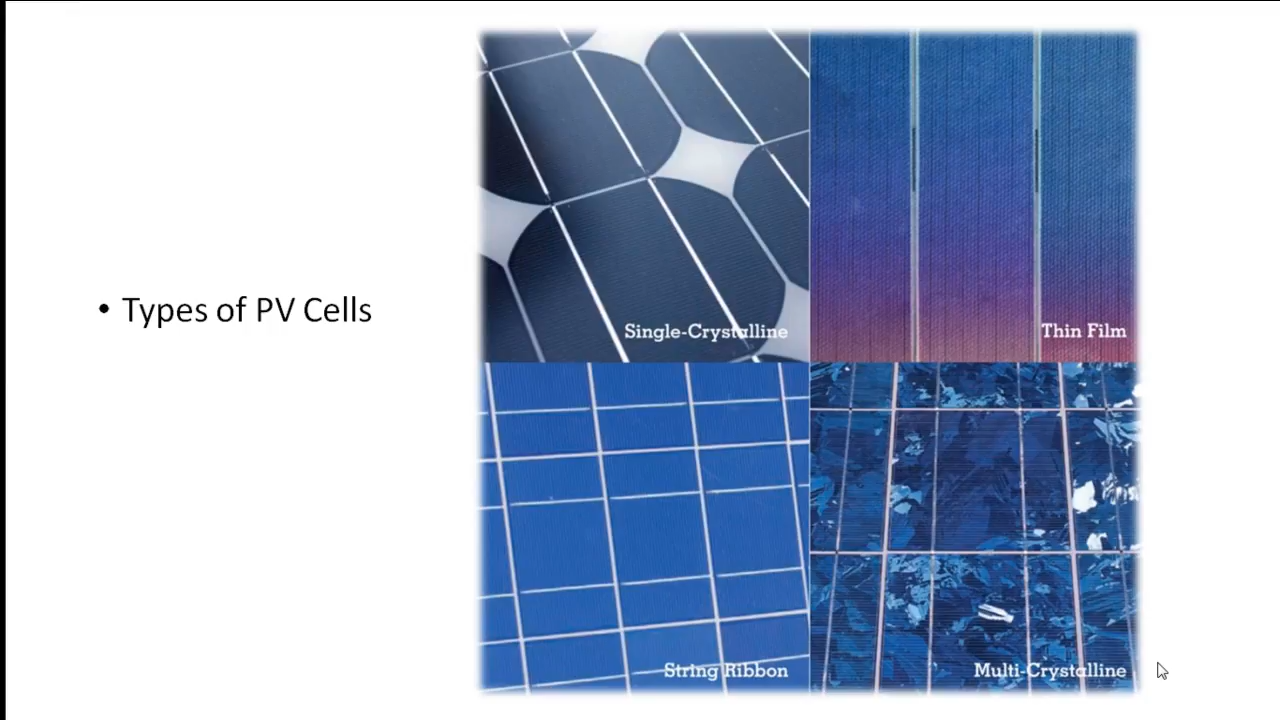 • Types of PV Cells
Single-Crystalline
Thin Film
String Ribbon
Multi-Crystalline